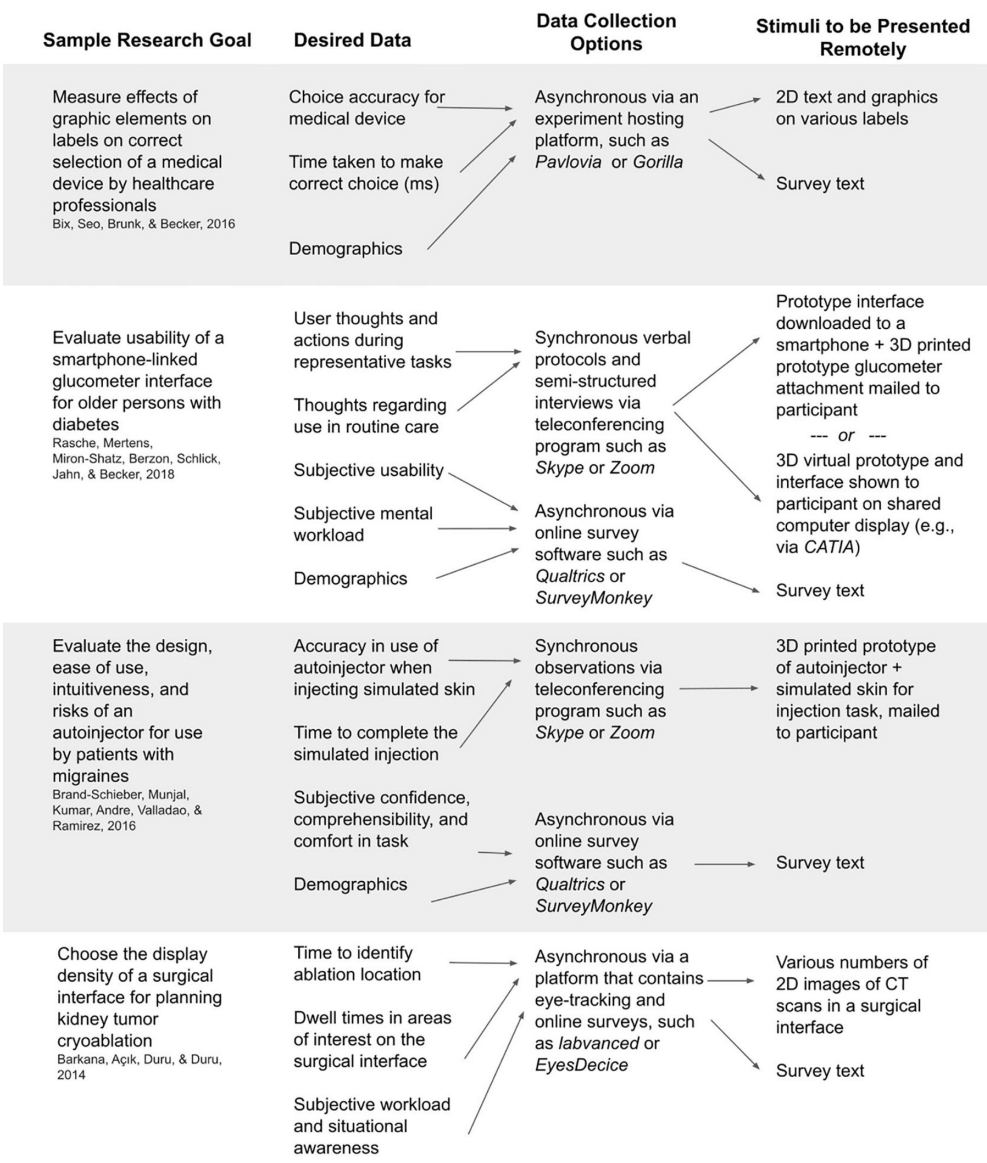 Sample Research Goal
Desired Data
Data Collection
Options
Stimuli to be Presented
Remotely
Measure effects of
graphic elements on
labels on correct
selection of a medical
device by healthcare
professionals
Bix, Seo, Brunk, & Becker, 2016
Choice accuracy for
medical device
Time taken to make
correct choice (ms)
Demographics
Asynchronous via an
experiment hosting
platform, such as
Pavlovia or Gorilla
2D text and graphics
on various labels
Survey text
Evaluate usability of a
smartphone-linked
glucometer interface
for older persons with
diabetes
Rasche, Mertens,
Miron-Shatz, Berzon, Schlick,
Jahn, & Becker, 2018
User thoughts and
actions during
representative tasks
Thoughts regarding
use in routine care
Subjective usability
Subjective mental
workload
Demographics
Synchronous verbal
protocols and
semi-structured
interviews via
teleconferencing
program such as
Skype or Zoom
Asynchronous via
online survey
software such as
Qualtrics or
SurveyMonkey
Prototype interface
downloaded to a
smartphone + 3D printed
prototype glucometer
attachment mailed to
participant
--- or ---
3D virtual prototype and
interface shown to
participant on shared
computer display (e.g.,
via CATIA)
Survey text
Evaluate the design,
ease of use,
intuitiveness, and
risks of an
autoinjector for use
by patients with
migraines
Brand-Schieber, Munjal,
Kumar, Andre, Valladao, &
Ramirez, 2016
Accuracy in use of
autoinjector when
injecting simulated skin
Time to complete the
simulated injection
Subjective confidence,
comprehensibility, and
comfort in task
Demographics
Synchronous
observations via
teleconferencing
program such as
Skype or Zoom
Asynchronous via
online survey
software such as
Qualtrics or
SurveyMonkey
3D printed prototype
of autoinjector +
simulated skin for
injection task, mailed
to participant
Survey text
Choose the display
density of a surgical
interface for planning
kidney tumor
cryoablation
Barkana, Açık, Duru, & Duru,
2014
Time to identify
ablation location
Dwell times in areas
of interest on the
surgical interface
Subjective workload
and situational
awareness
Asynchronous via a
platform that contains
eye-tracking and
online surveys, such
as labvanced or
EyesDecice
Various numbers of
2D images of CT
scans in a surgical
interface
Survey text